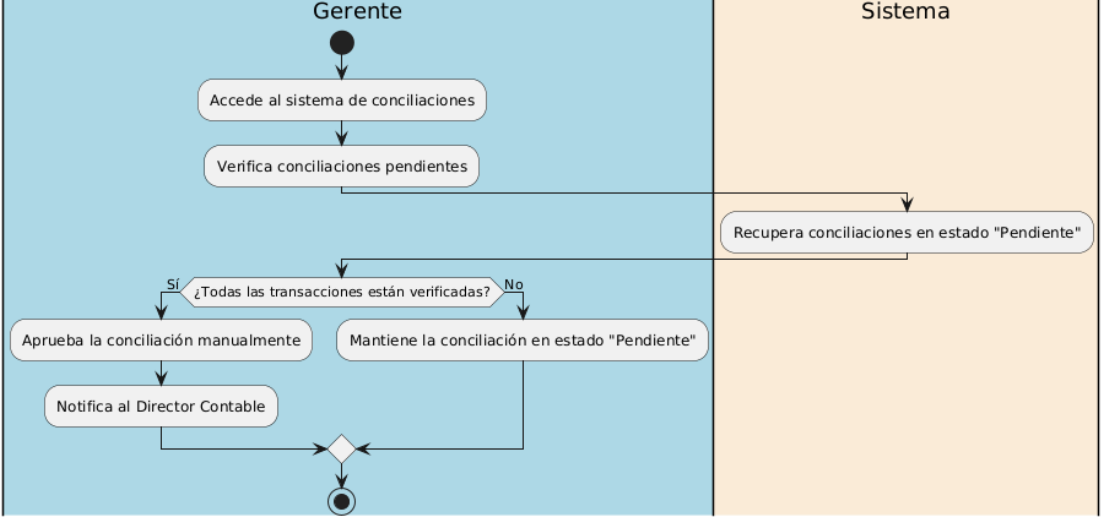 Gerente
Sistema
Accede al sistema de conciliaciones
Verifica conciliaciones pendientes
Recupera conciliaciones en estado "Pendiente"
Sí
¿Todas las transacciones están verificadas?
No
Aprueba la conciliación manualmente
Mantiene la conciliación en estado "Pendiente"
Notifica al Director Contable